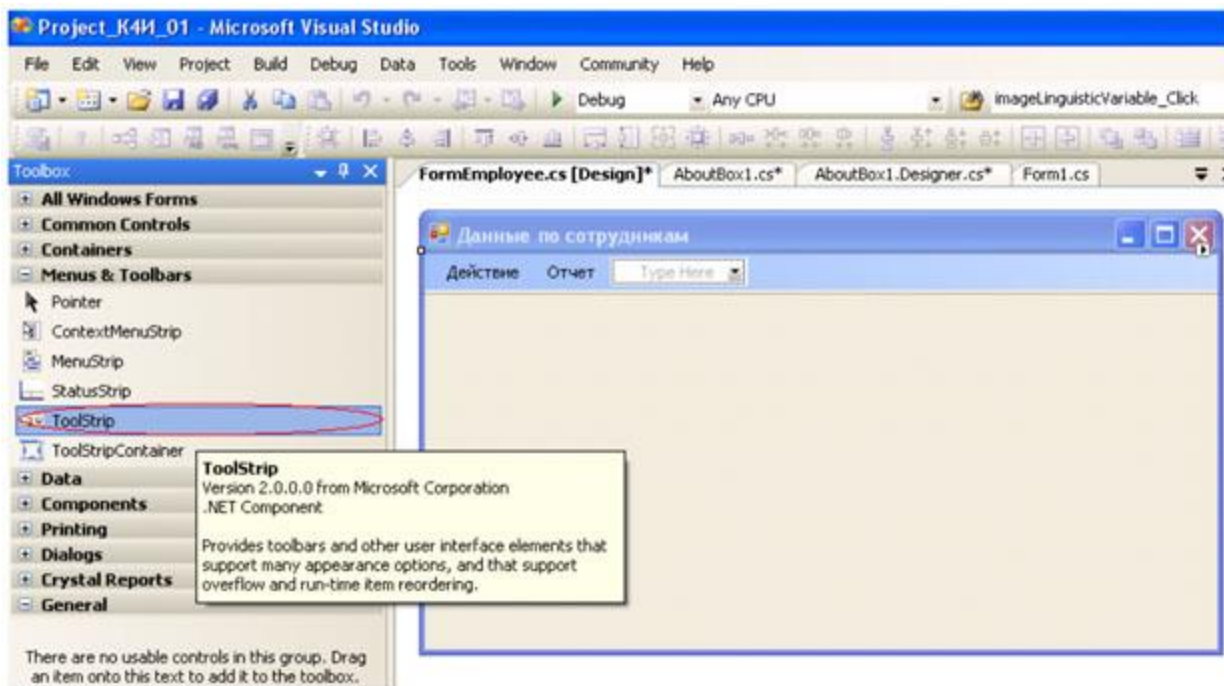 Project_К4И_01 - Microsoft Visual Studio
File Edit View Project Build Debug Data Tools Window Community Help
Debug Any CPU imageLinguisticVariable_Click
Toolbox
All Windows Forms
Common Controls
Containers
Menus & Toolbars
Pointer
ContextMenuStrip
MenuStrip
StatusStrip
ToolStrip
ToolStripContainer
Data
Components
Printing
Dialogs
Crystal Reports
General
There are no usable controls in this group. Drag
an item onto this text to add it to the toolbox.
ToolStrip
Version 2.0.0.0 from Microsoft Corporation
.NET Component
Provides toolbars and other user interface elements that
support many appearance options, and that support
overflow and run-time item reordering.
FormEmployee.cs [Design]* AboutBox1.cs* AboutBox1.Designer.cs* Form1.cs
Данные по сотрудникам
Действие Отчет Type Here